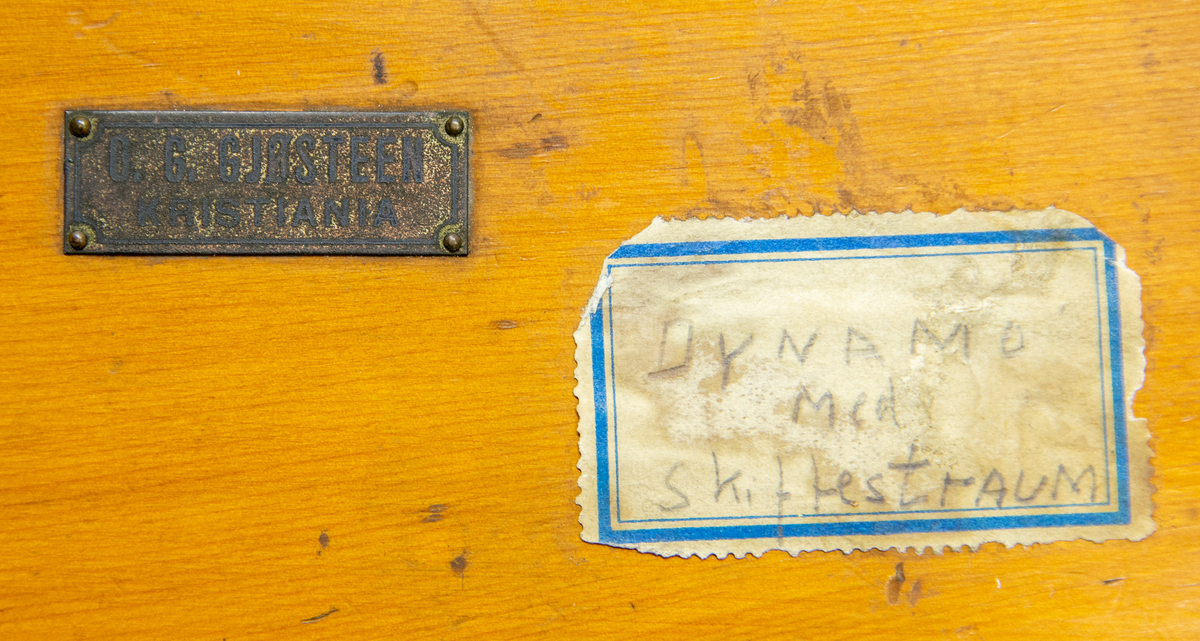 O. G. GJØSTEEN
KRISTIANIA
DYNAMO
Med
skiftestrAUM